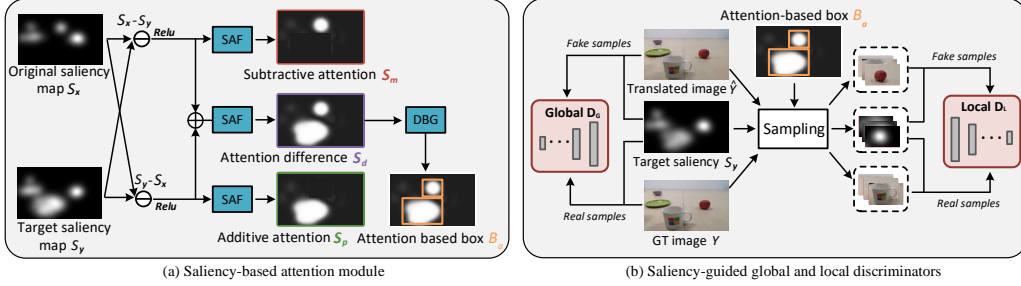 Original saliency
map Sx
Target saliency
map Sy
Sx-Sy
Relu
Sy-Sx
Relu
SAF
SAF
SAF
Subtractive attention Sm
Attention difference Sd
Additive attention Sp
DBG
Attention based box Ba
(a) Saliency-based attention module
Attention-based
box Ba
Fake samples
Translated image Ŷ
Global DG
Target saliency Sy
Real samples
GT image Y
Sampling
Fake samples
Local DL
Real samples
(b) Saliency-guided global and local discriminators